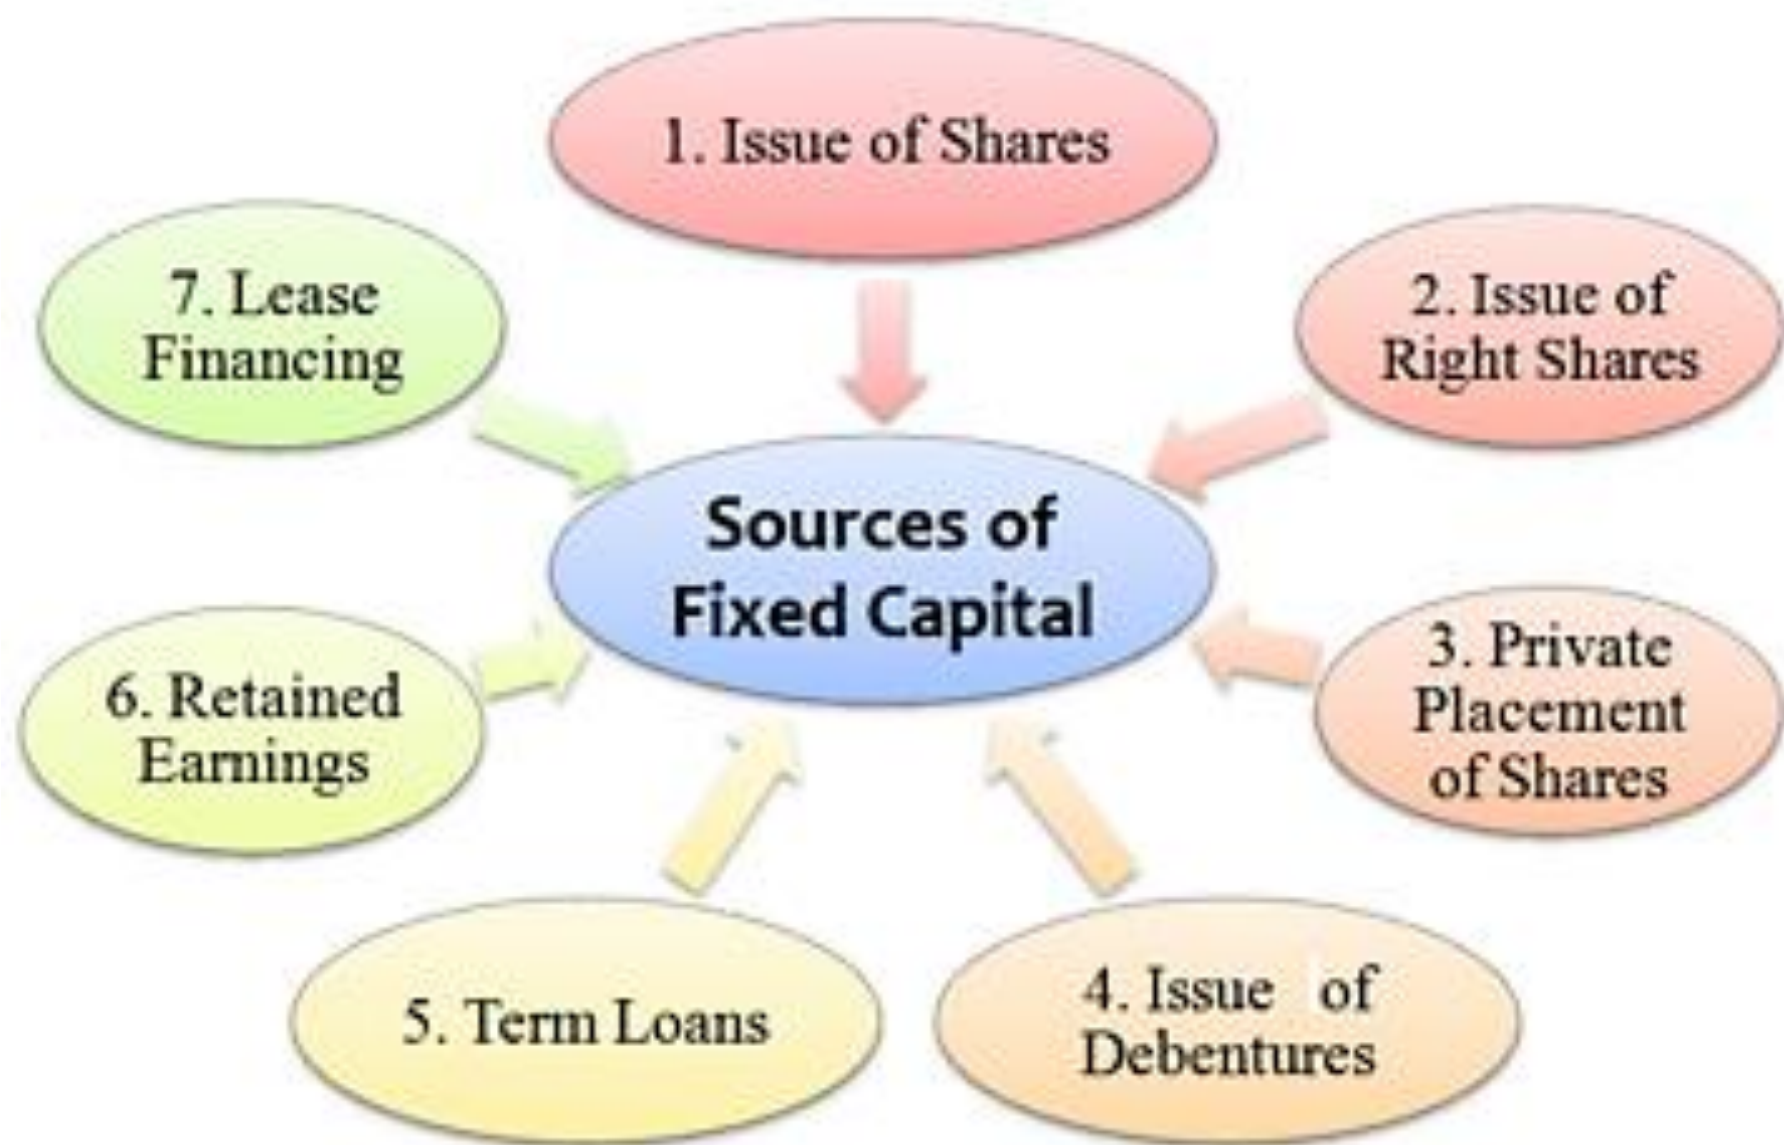 1. Issue of Shares
2. Issue of
Right Shares
3. Private
Placement
of Shares
4. Issue of
Debentures
5. Term Loans
6. Retained
Earnings
7. Lease
Financing
Sources of
Fixed Capital